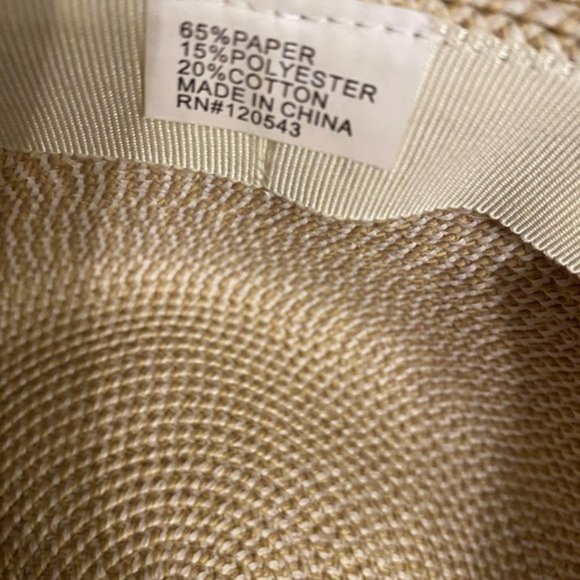 65%PAPER
15%POLYESTER
20%COTTON
MADE IN CHINA
RN#120543